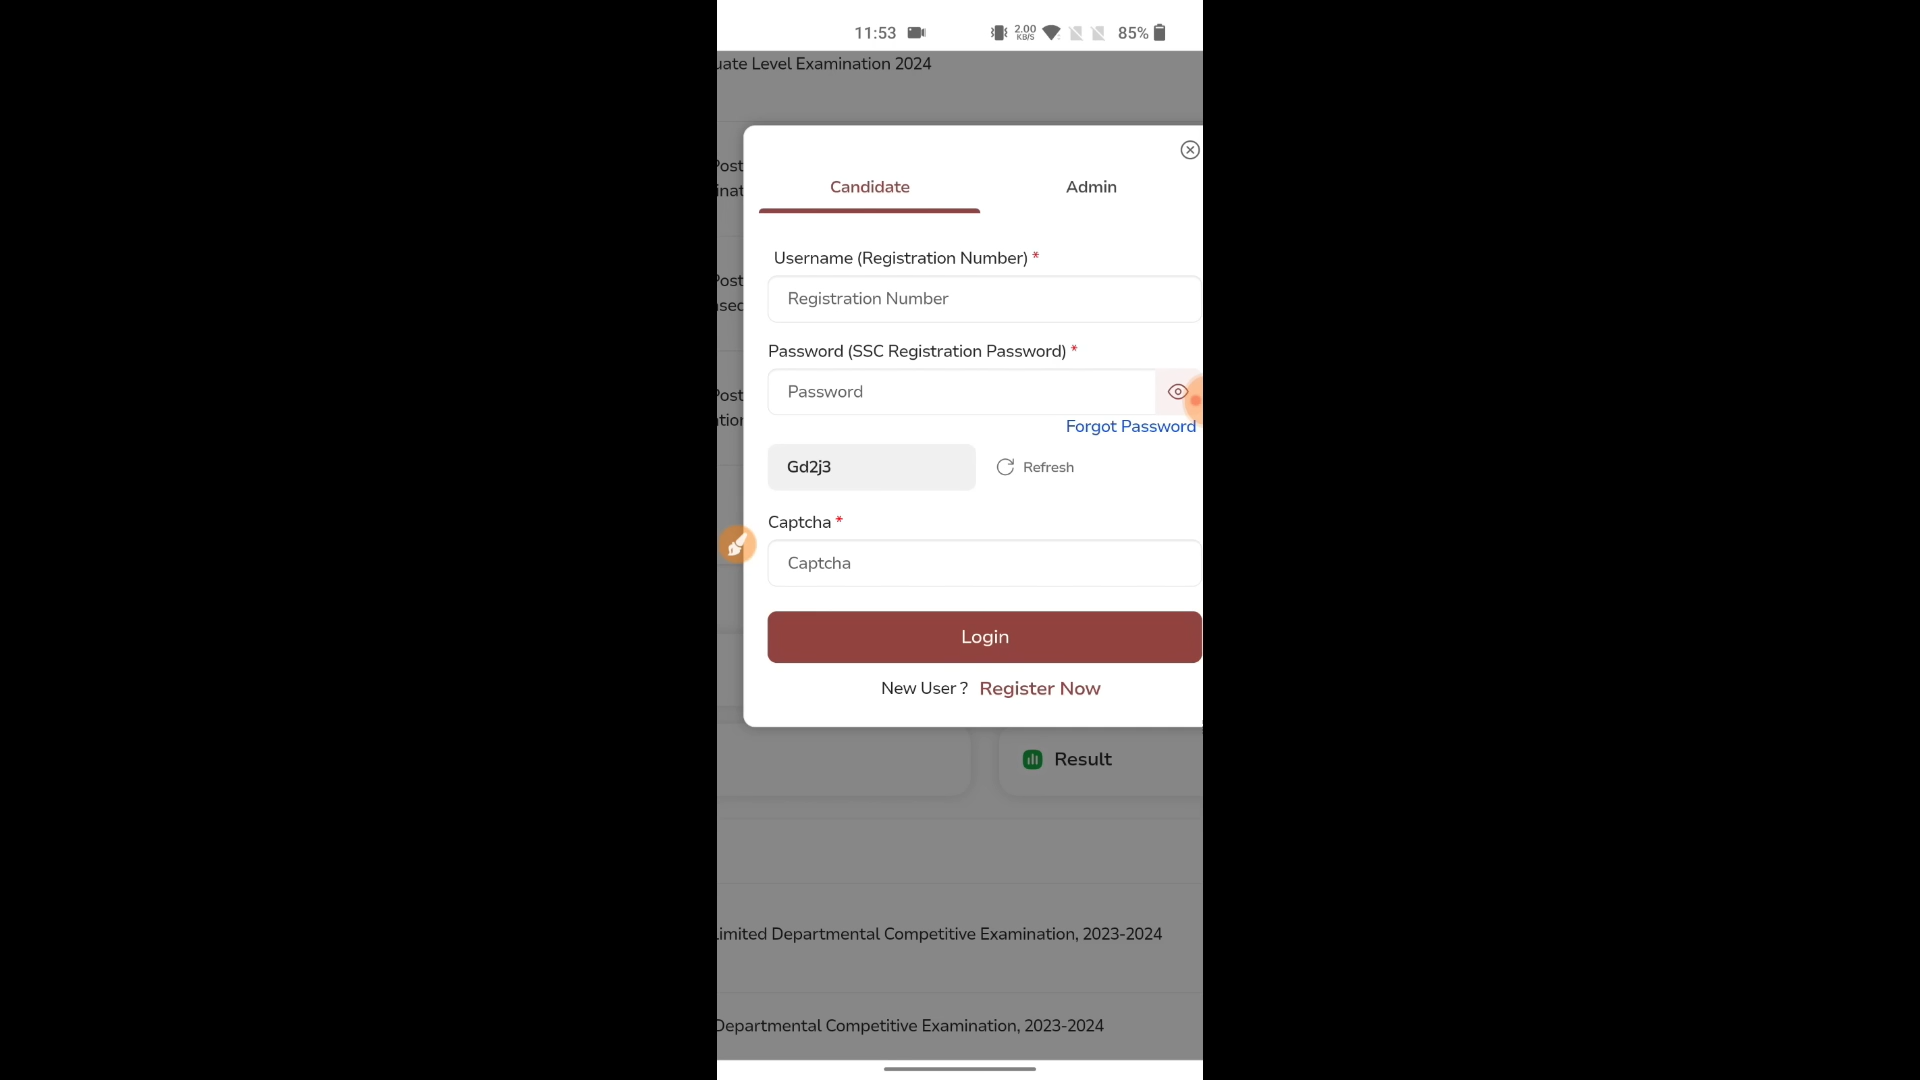 11:53 2.00 KB/S 85%
uate Level Examination 2024
Candidate Admin
Post
inat
Username (Registration Number) *
Registration Number
Post
Password (SSC Registration Password) *
Password
Post
tion
Forgot Password
Gd2j3 Refresh
Captcha *
Captcha
Login
New User ? Register Now
Result
Limited Departmental Competitive Examination, 2023-2024
Departmental Competitive Examination, 2023-2024